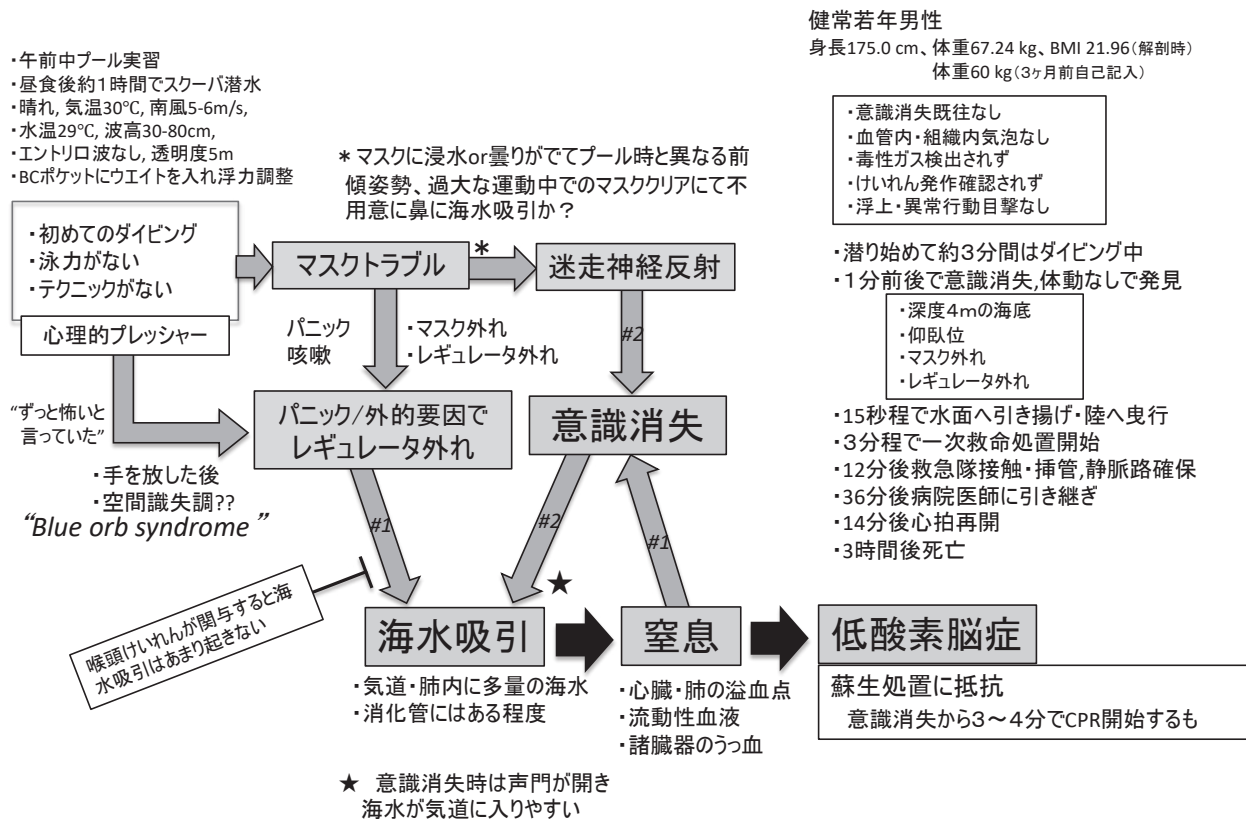 ・午前中プール実習
・昼食後約1時間でスクーバ潜水
・晴れ, 気温30℃, 南風5-6m/s,
・水温29℃, 波高30-80cm,
・エントリ口波なし, 透明度5m
・BCポケットにウエイトを入れ浮力調整
・初めてのダイビング
・泳力がない
・テクニックがない
心理的プレッシャー
“ずっと怖いと
言っていた”
・手を放した後
・空間識失調??
“Blue orb syndrome ”
喉頭けいれんが関与すると海
水吸引はあまり起きない
＊マスクに浸水or曇りがでてプール時と異なる前
傾姿勢、過大な運動中でのマスククリアにて不
用意に鼻に海水吸引か？
マスクトラブル
*
迷走神経反射
パニック
咳嗽
・マスク外れ
・レギュレータ外れ
#2
パニック/外的要因で
レギュレータ外れ
意識消失
#1
#2
#1
★
海水吸引
窒息
低酸素脳症
・気道・肺内に多量の海水
・消化管にはある程度
・心臓・肺の溢血点
・流動性血液
・諸臓器のうっ血
蘇生処置に抵抗
意識消失から3～4分でCPR開始するも
★　意識消失時は声門が開き
海水が気道に入りやすい
健常若年男性
身長175.0 cm、体重67.24 kg、BMI 21.96(解剖時)
体重60 kg(3ヶ月前自己記入)
・意識消失既往なし
・血管内・組織内気泡なし
・毒性ガス検出されず
・けいれん発作確認されず
・浮上・異常行動目撃なし
・潜り始めて約3分間はダイビング中
・1分前後で意識消失,体動なしで発見
・深度4mの海底
・仰臥位
・マスク外れ
・レギュレータ外れ
・15秒程で水面へ引き揚げ・陸へ曳行
・3分程で一次救命処置開始
・12分後救急隊接触・挿管,静脈路確保
・36分後病院医師に引き継ぎ
・14分後心拍再開
・3時間後死亡